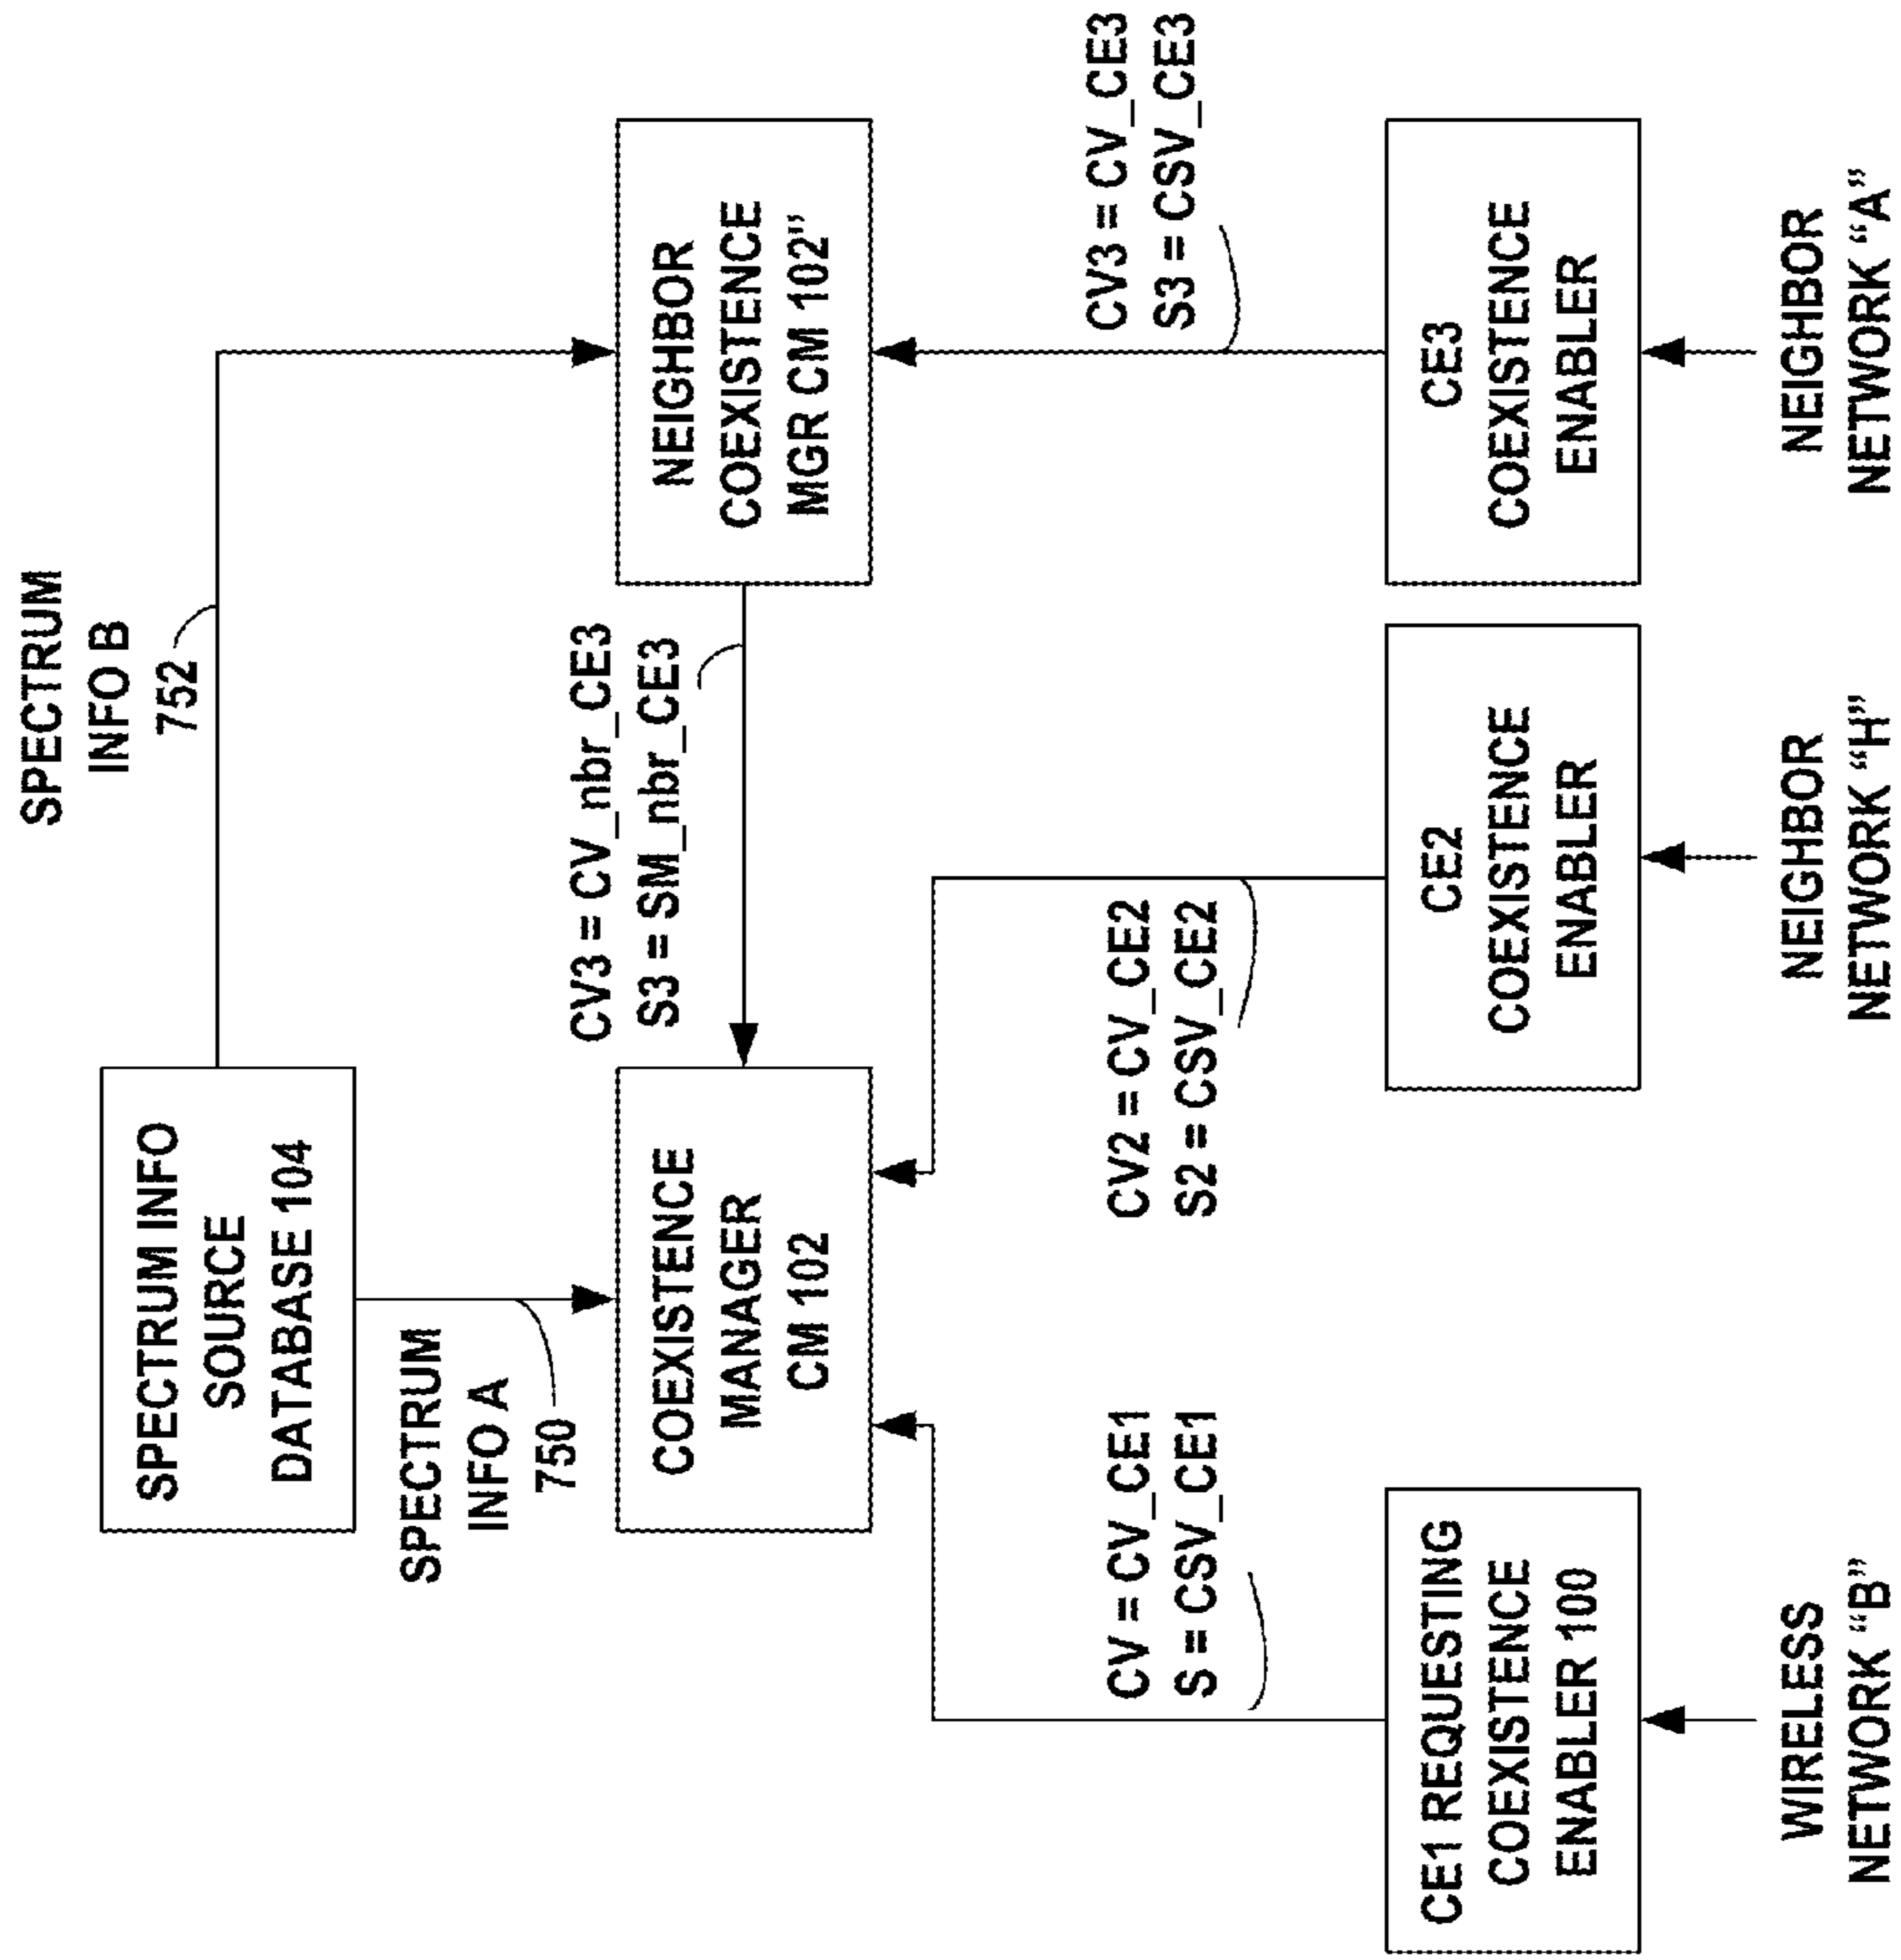 SPECTRUM INFO
SOURCE
DATABASE 104
SPECTRUM
INFO B
752
SPECTRUM
INFO A
750
COEXISTENCE
MANAGER
CM 102
CV3 = CV_nbr_CE3
S3 = SM_nbr_CE3
NEIGHBOR
COEXISTENCE
MGR CM 102"
CV = CV_CE1
S = CSV_CE1
CV2 = CV_CE2
S2 = CSV_CE2
CV3 = CV_CE3
S3 = CSV_CE3
CE1 REQUESTING
COEXISTENCE
ENABLER 100
CE2
COEXISTENCE
ENABLER
CE3
COEXISTENCE
ENABLER
WIRELESS
NETWORK “B”
NEIGHBOR
NETWORK “H”
NEIGHBOR
NETWORK “A”